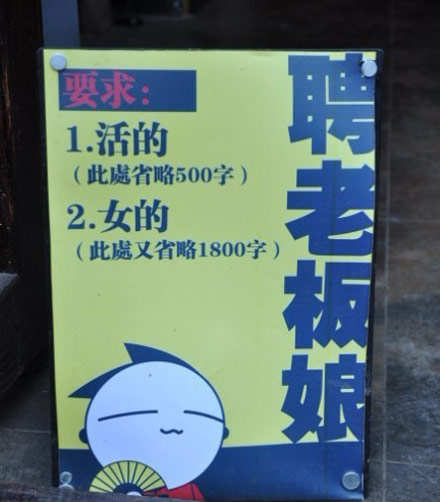 聘老板娘
要求：
1.活的
（此處省略500字）
2.女的
（此處又省略1800字）